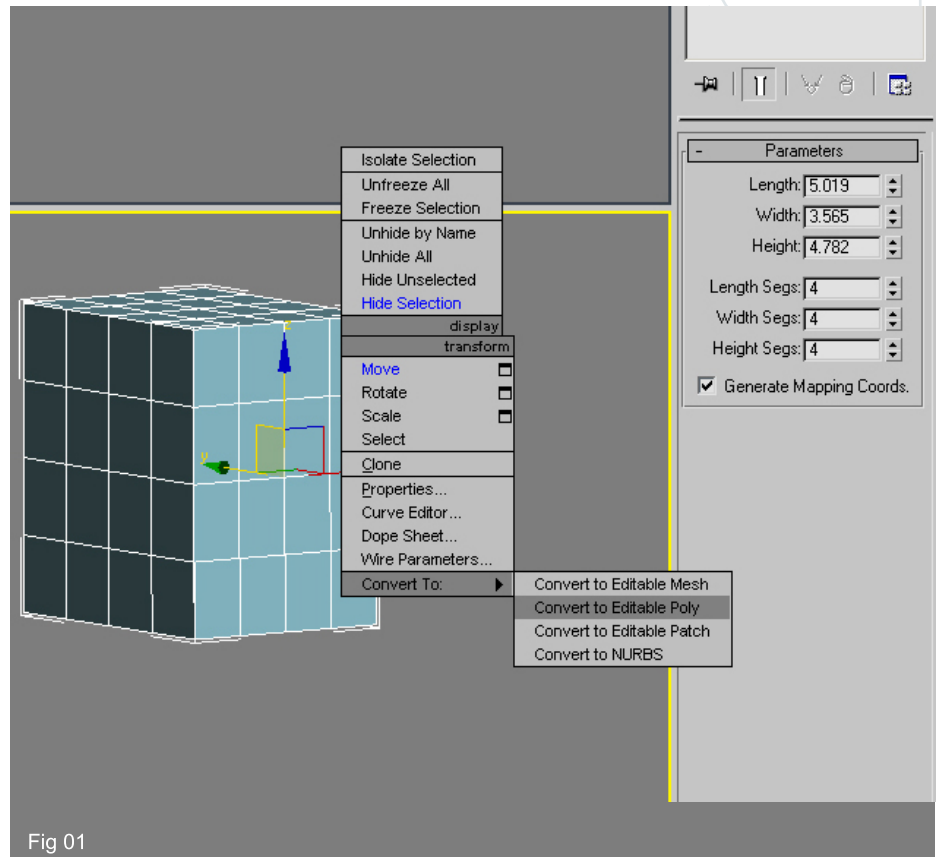 Isolate Selection
Unfreeze All
Freeze Selection
Unhide by Name
Unhide All
Hide Unselected
Hide Selection
display
transform
Move
Rotate
Scale
Select
Clone
Properties...
Curve Editor...
Dope Sheet...
Wire Parameters...
Convert To:
Convert to Editable Mesh
Convert to Editable Poly
Convert to Editable Patch
Convert to NURBS
- Parameters
Length: 5.019
Width: 3.565
Height: 4.782
Length Segs: 4
Width Segs: 4
Height Segs: 4
Generate Mapping Coords.
z
y
Fig 01